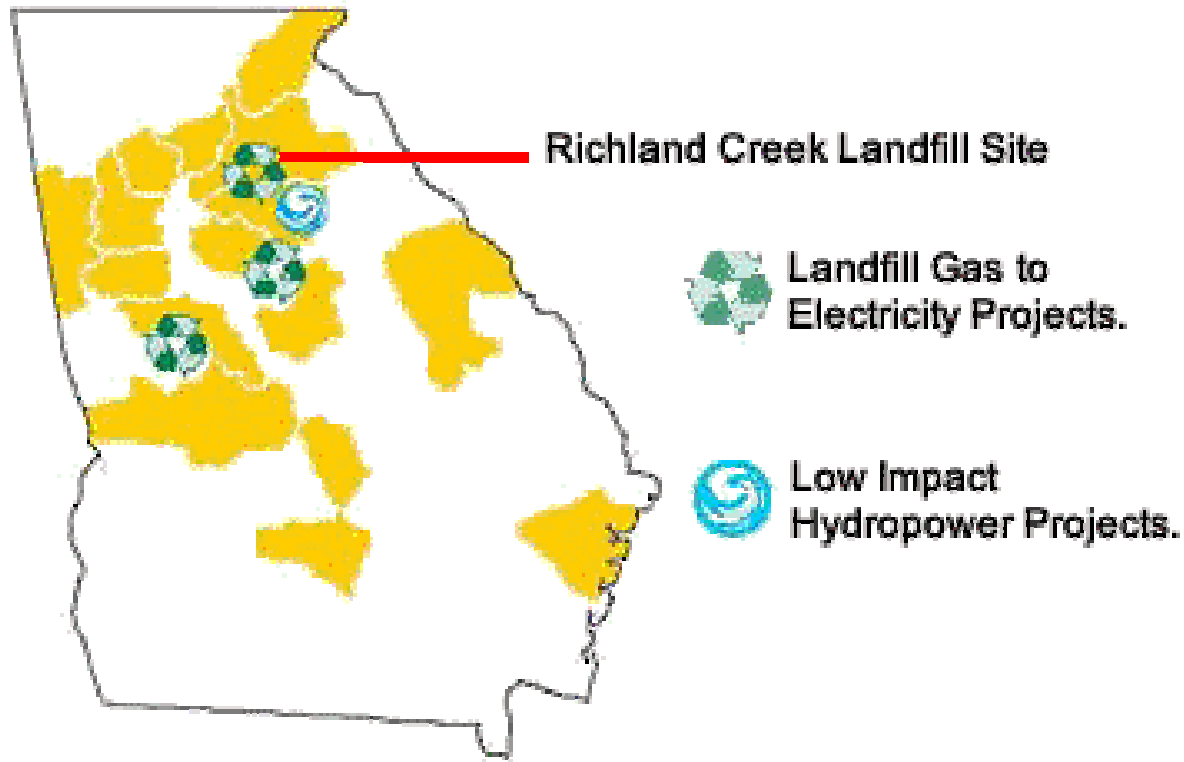 Richland Creek Landfill Site
Landfill Gas to
Electricity Projects.
Low Impact
Hydropower Projects.